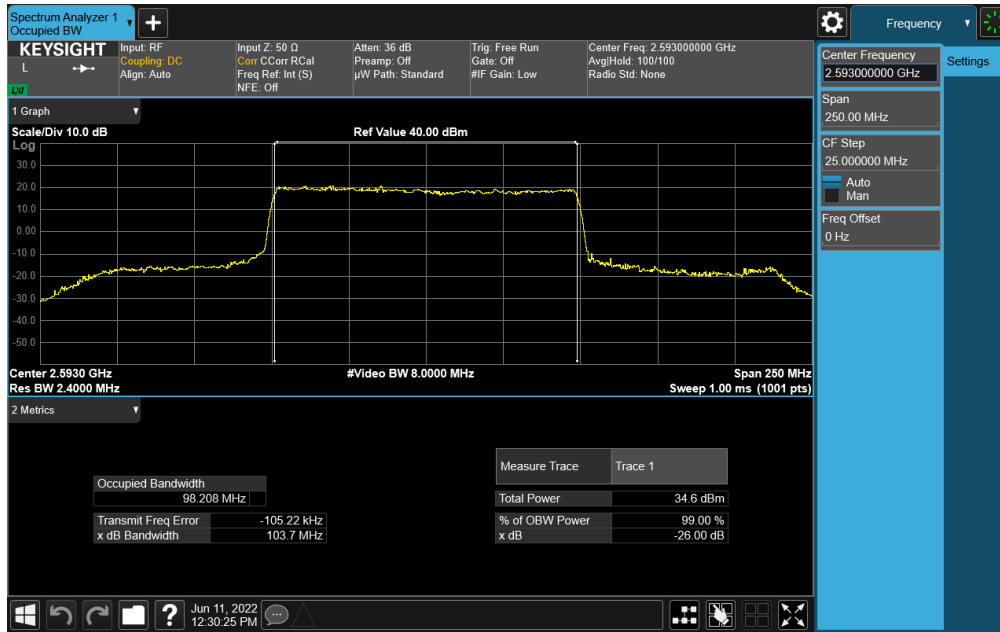 Spectrum Analyzer 1
Occupied BW
Frequency
KEYSIGHT
L
LXI
Input: RF
Coupling: DC
Align: Auto
Input Z: 50 Ω
Corr CCorr RCal
Freq Ref: Int (S)
NFE: Off
Atten: 36 dB
Preamp: Off
µW Path: Standard
Trig: Free Run
Gate: Off
#IF Gain: Low
Center Freq: 2.593000000 GHz
Avg|Hold: 100/100
Radio Std: None
Center Frequency
2.593000000 GHz
Settings
Span
250.00 MHz
CF Step
25.000000 MHz
Auto
Man
Freq Offset
0 Hz
1 Graph
Scale/Div 10.0 dB
Ref Value 40.00 dBm
Log
30.0
20.0
10.0
0.00
-10.0
-20.0
-30.0
-40.0
-50.0
Center 2.5930 GHz
#Video BW 8.0000 MHz
Span 250 MHz
Res BW 2.4000 MHz
Sweep 1.00 ms (1001 pts)
2 Metrics
Measure Trace Trace 1
Occupied Bandwidth
98.208 MHz
Total Power 34.6 dBm
Transmit Freq Error -105.22 kHz
% of OBW Power 99.00 %
x dB Bandwidth 103.7 MHz
x dB -26.00 dB
Jun 11, 2022
12:30:25 PM